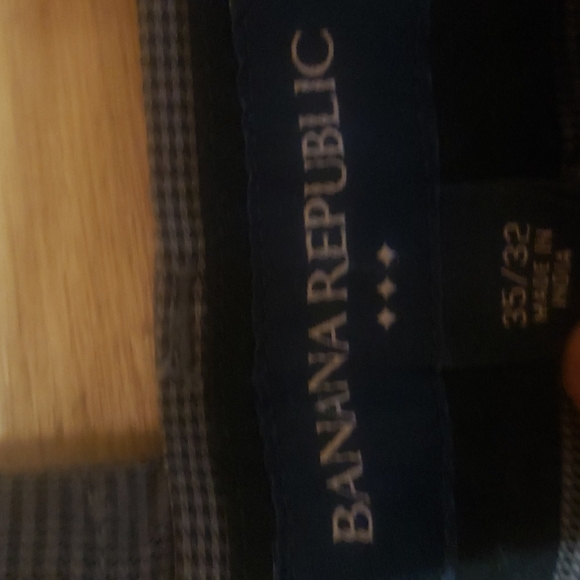 BANANA REPUBLIC
35/32
MADE IN
INDIA